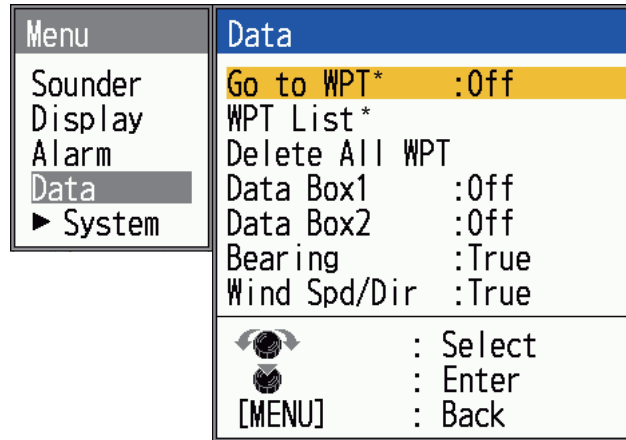 Menu
Sounder
Display
Alarm
Data
► System
Data
Go to WPT* :Off
WPT List*
Delete All WPT
Data Box1 :Off
Data Box2 :Off
Bearing :True
Wind Spd/Dir :True
: Select
: Enter
[MENU] : Back